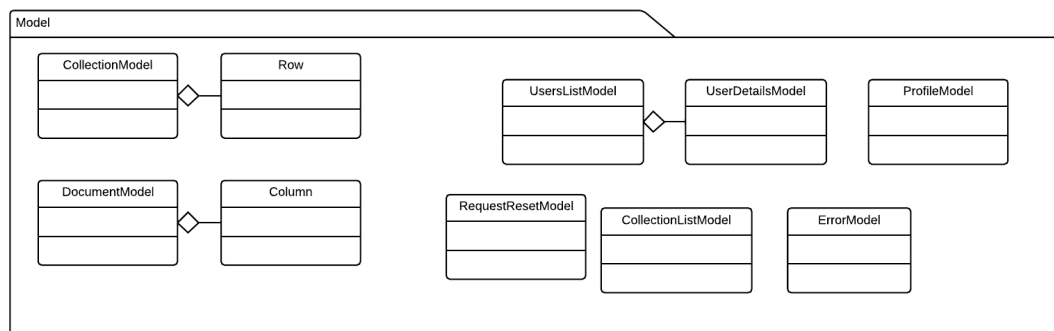 Model
CollectionModel
Row
UsersListModel
UserDetailsModel
ProfileModel
DocumentModel
Column
RequestResetModel
CollectionListModel
ErrorModel